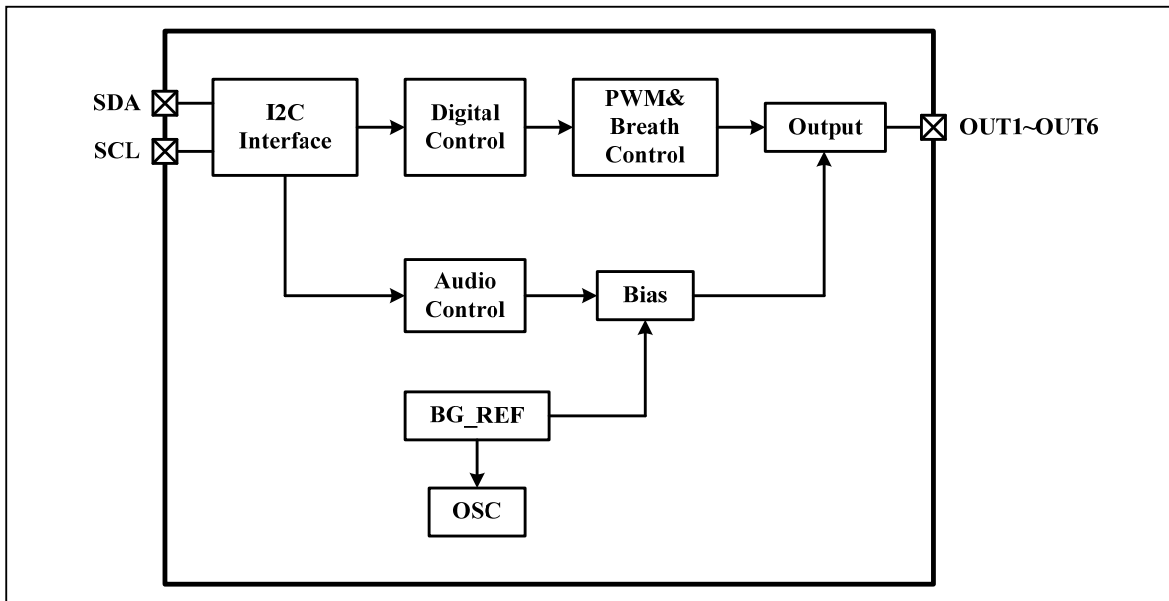 SDA
SCL
I2C
Interface
Digital
Control
PWM&
Breath
Control
Output
OUT1~OUT6
Audio
Control
Bias
BG_REF
OSC